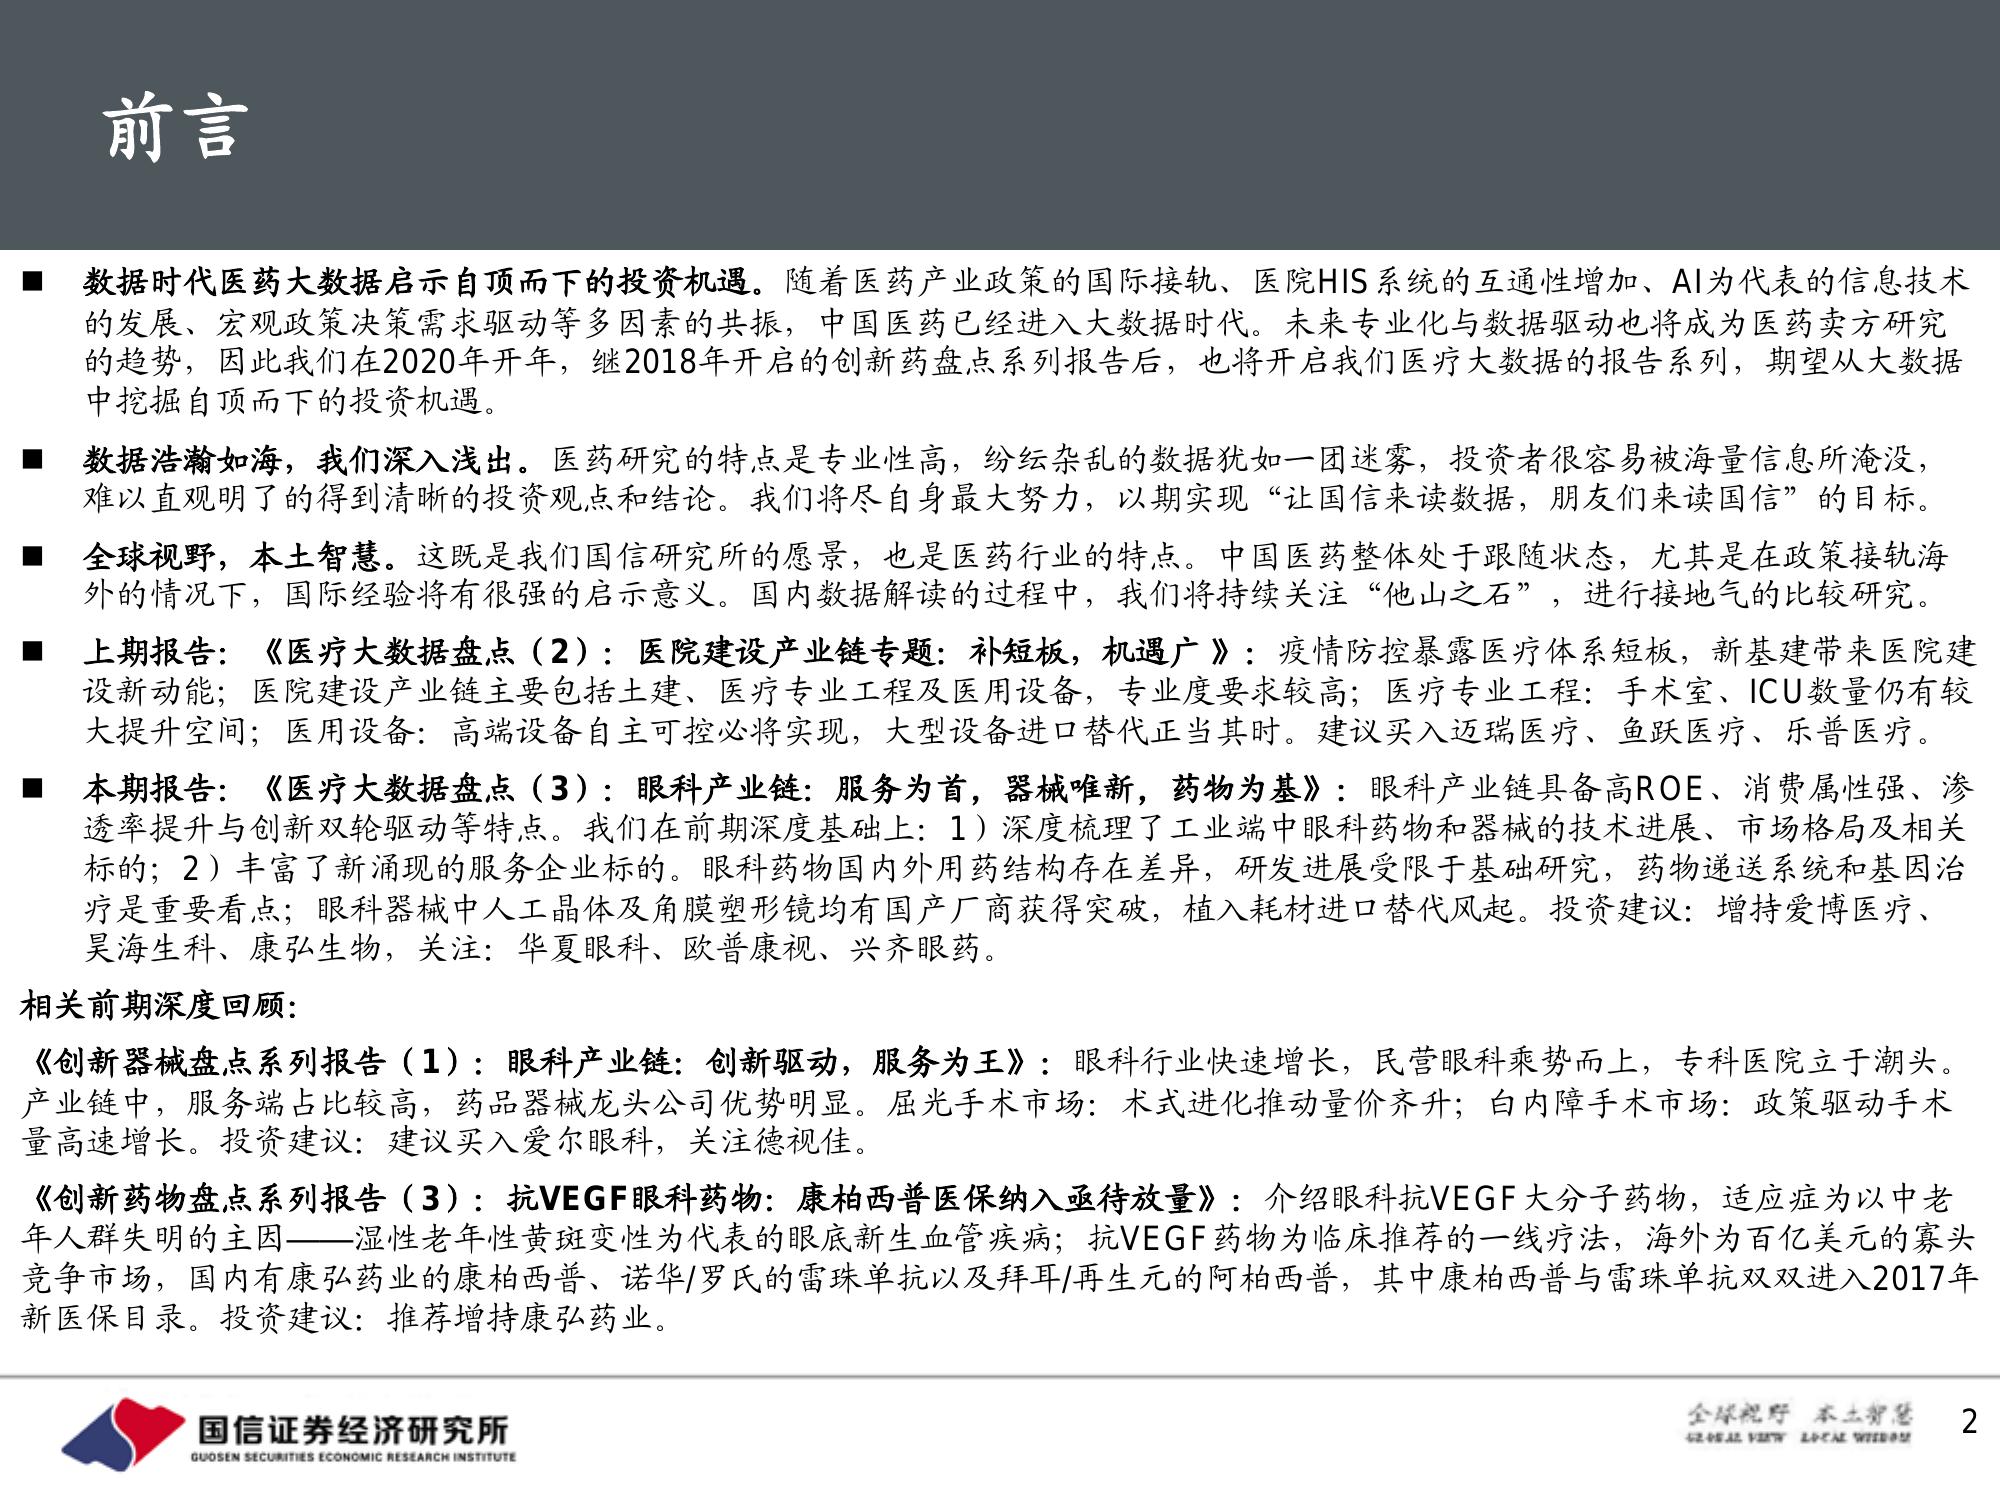 前言
■ 数据时代医药大数据启示自顶而下的投资机遇。随着医药产业政策的国际接轨、医院HIS系统的互通性增加、AI为代表的信息技术
的发展、宏观政策决策需求驱动等多因素的共振，中国医药已经进入大数据时代。未来专业化与数据驱动也将成为医药卖方研究
的趋势，因此我们在2020年开年，继2018年开启的创新药盘点系列报告后，也将开启我们医疗大数据的报告系列，期望从大数据
中挖掘自顶而下的投资机遇。
■ 数据浩瀚如海，我们深入浅出。医药研究的特点是专业性高，纷纭杂乱的数据犹如一团迷雾，投资者很容易被海量信息所淹没，
难以直观明了的得到清晰的投资观点和结论。我们将尽自身最大努力，以期实现“让国信来读数据，朋友们来读国信”的目标。
■ 全球视野，本土智慧。这既是我们国信研究所的愿景，也是医药行业的特点。中国医药整体处于跟随状态，尤其是在政策接轨海
外的情况下，国际经验将有很强的启示意义。国内数据解读的过程中，我们将持续关注“他山之石”，进行接地气的比较研究。
■ 上期报告：《医疗大数据盘点（2）：医院建设产业链专题：补短板，机遇广 》：疫情防控暴露医疗体系短板，新基建带来医院建
设新动能；医院建设产业链主要包括土建、医疗专业工程及医用设备，专业度要求较高；医疗专业工程：手术室、ICU数量仍有较
大提升空间；医用设备：高端设备自主可控必将实现，大型设备进口替代正当其时。建议买入迈瑞医疗、鱼跃医疗、乐普医疗。
■ 本期报告：《医疗大数据盘点（3）：眼科产业链：服务为首，器械唯新，药物为基》：眼科产业链具备高ROE、消费属性强、渗
透率提升与创新双轮驱动等特点。我们在前期深度基础上：1）深度梳理了工业端中眼科药物和器械的技术进展、市场格局及相关
标的；2）丰富了新涌现的服务企业标的。眼科药物国内外用药结构存在差异，研发进展受限于基础研究，药物递送系统和基因治
疗是重要看点；眼科器械中人工晶体及角膜塑形镜均有国产厂商获得突破，植入耗材进口替代风起。投资建议：增持爱博医疗、
昊海生科、康弘生物，关注：华夏眼科、欧普康视、兴齐眼药。
相关前期深度回顾：
《创新器械盘点系列报告（1）：眼科产业链：创新驱动，服务为王》：眼科行业快速增长，民营眼科乘势而上，专科医院立于潮头。
产业链中，服务端占比较高，药品器械龙头公司优势明显。屈光手术市场：术式进化推动量价齐升；白内障手术市场：政策驱动手术
量高速增长。投资建议：建议买入爱尔眼科，关注德视佳。
《创新药物盘点系列报告（3）：抗VEGF眼科药物：康柏西普医保纳入亟待放量》：介绍眼科抗VEGF大分子药物，适应症为以中老
年人群失明的主因——湿性老年性黄斑变性为代表的眼底新生血管疾病；抗VEGF药物为临床推荐的一线疗法，海外为百亿美元的寡头
竞争市场，国内有康弘药业的康柏西普、诺华/罗氏的雷珠单抗以及拜耳/再生元的阿柏西普，其中康柏西普与雷珠单抗双双进入2017年
新医保目录。投资建议：推荐增持康弘药业。
国信证券经济研究所
GUOSEN SECURITIES ECONOMIC RESEARCH INSTITUTE
全球视野 本土智慧
GLOBAL VIEW LOCAL WISDOM
2